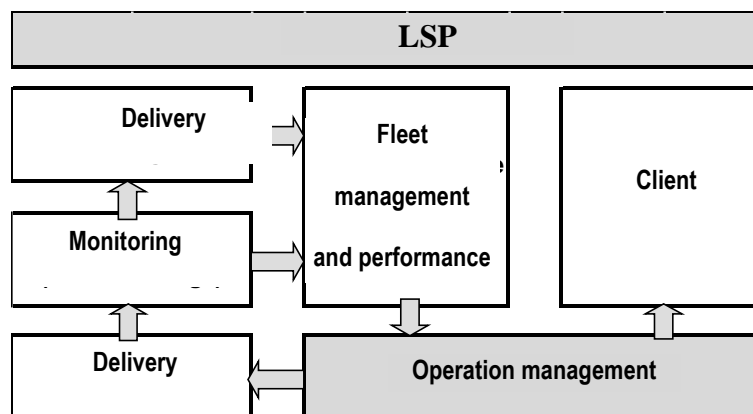 LSP
Delivery
Fleet
management
and performance
Client
Monitoring
Delivery
Operation management